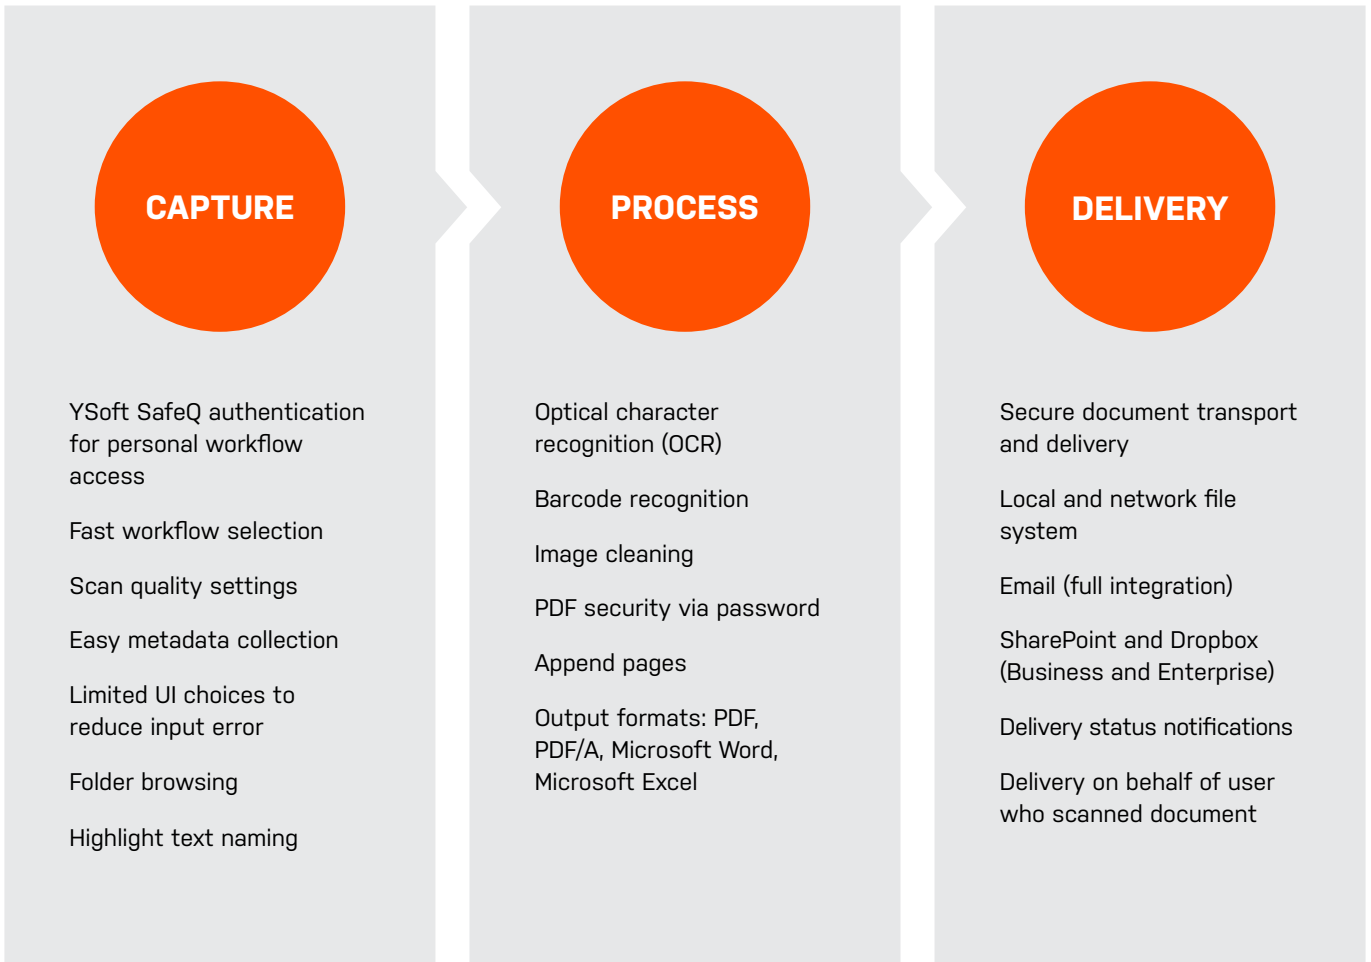 CAPTURE
YSoft SafeQ authentication
for personal workflow
access
Fast workflow selection
Scan quality settings
Easy metadata collection
Limited UI choices to
reduce input error
Folder browsing
Highlight text naming
PROCESS
Optical character
recognition (OCR)
Barcode recognition
Image cleaning
PDF security via password
Append pages
Output formats: PDF,
PDF/A, Microsoft Word,
Microsoft Excel
DELIVERY
Secure document transport
and delivery
Local and network file
system
Email (full integration)
SharePoint and Dropbox
(Business and Enterprise)
Delivery status notifications
Delivery on behalf of user
who scanned document